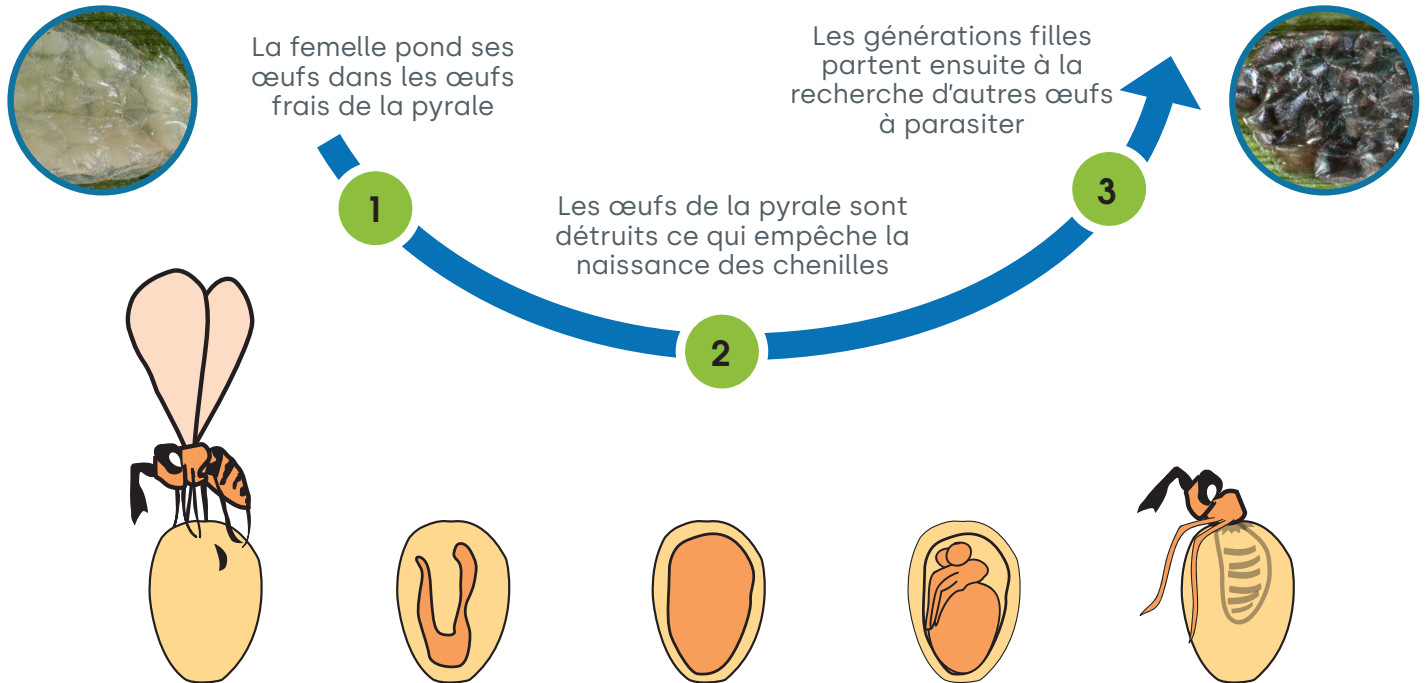 La femelle pond ses
œufs dans les œufs
frais de la pyrale
1
Les œufs de la pyrale sont
détruits ce qui empêche la
naissance des chenilles
2
Les générations filles
partent ensuite à la
recherche d'autres œufs
à parasiter
3